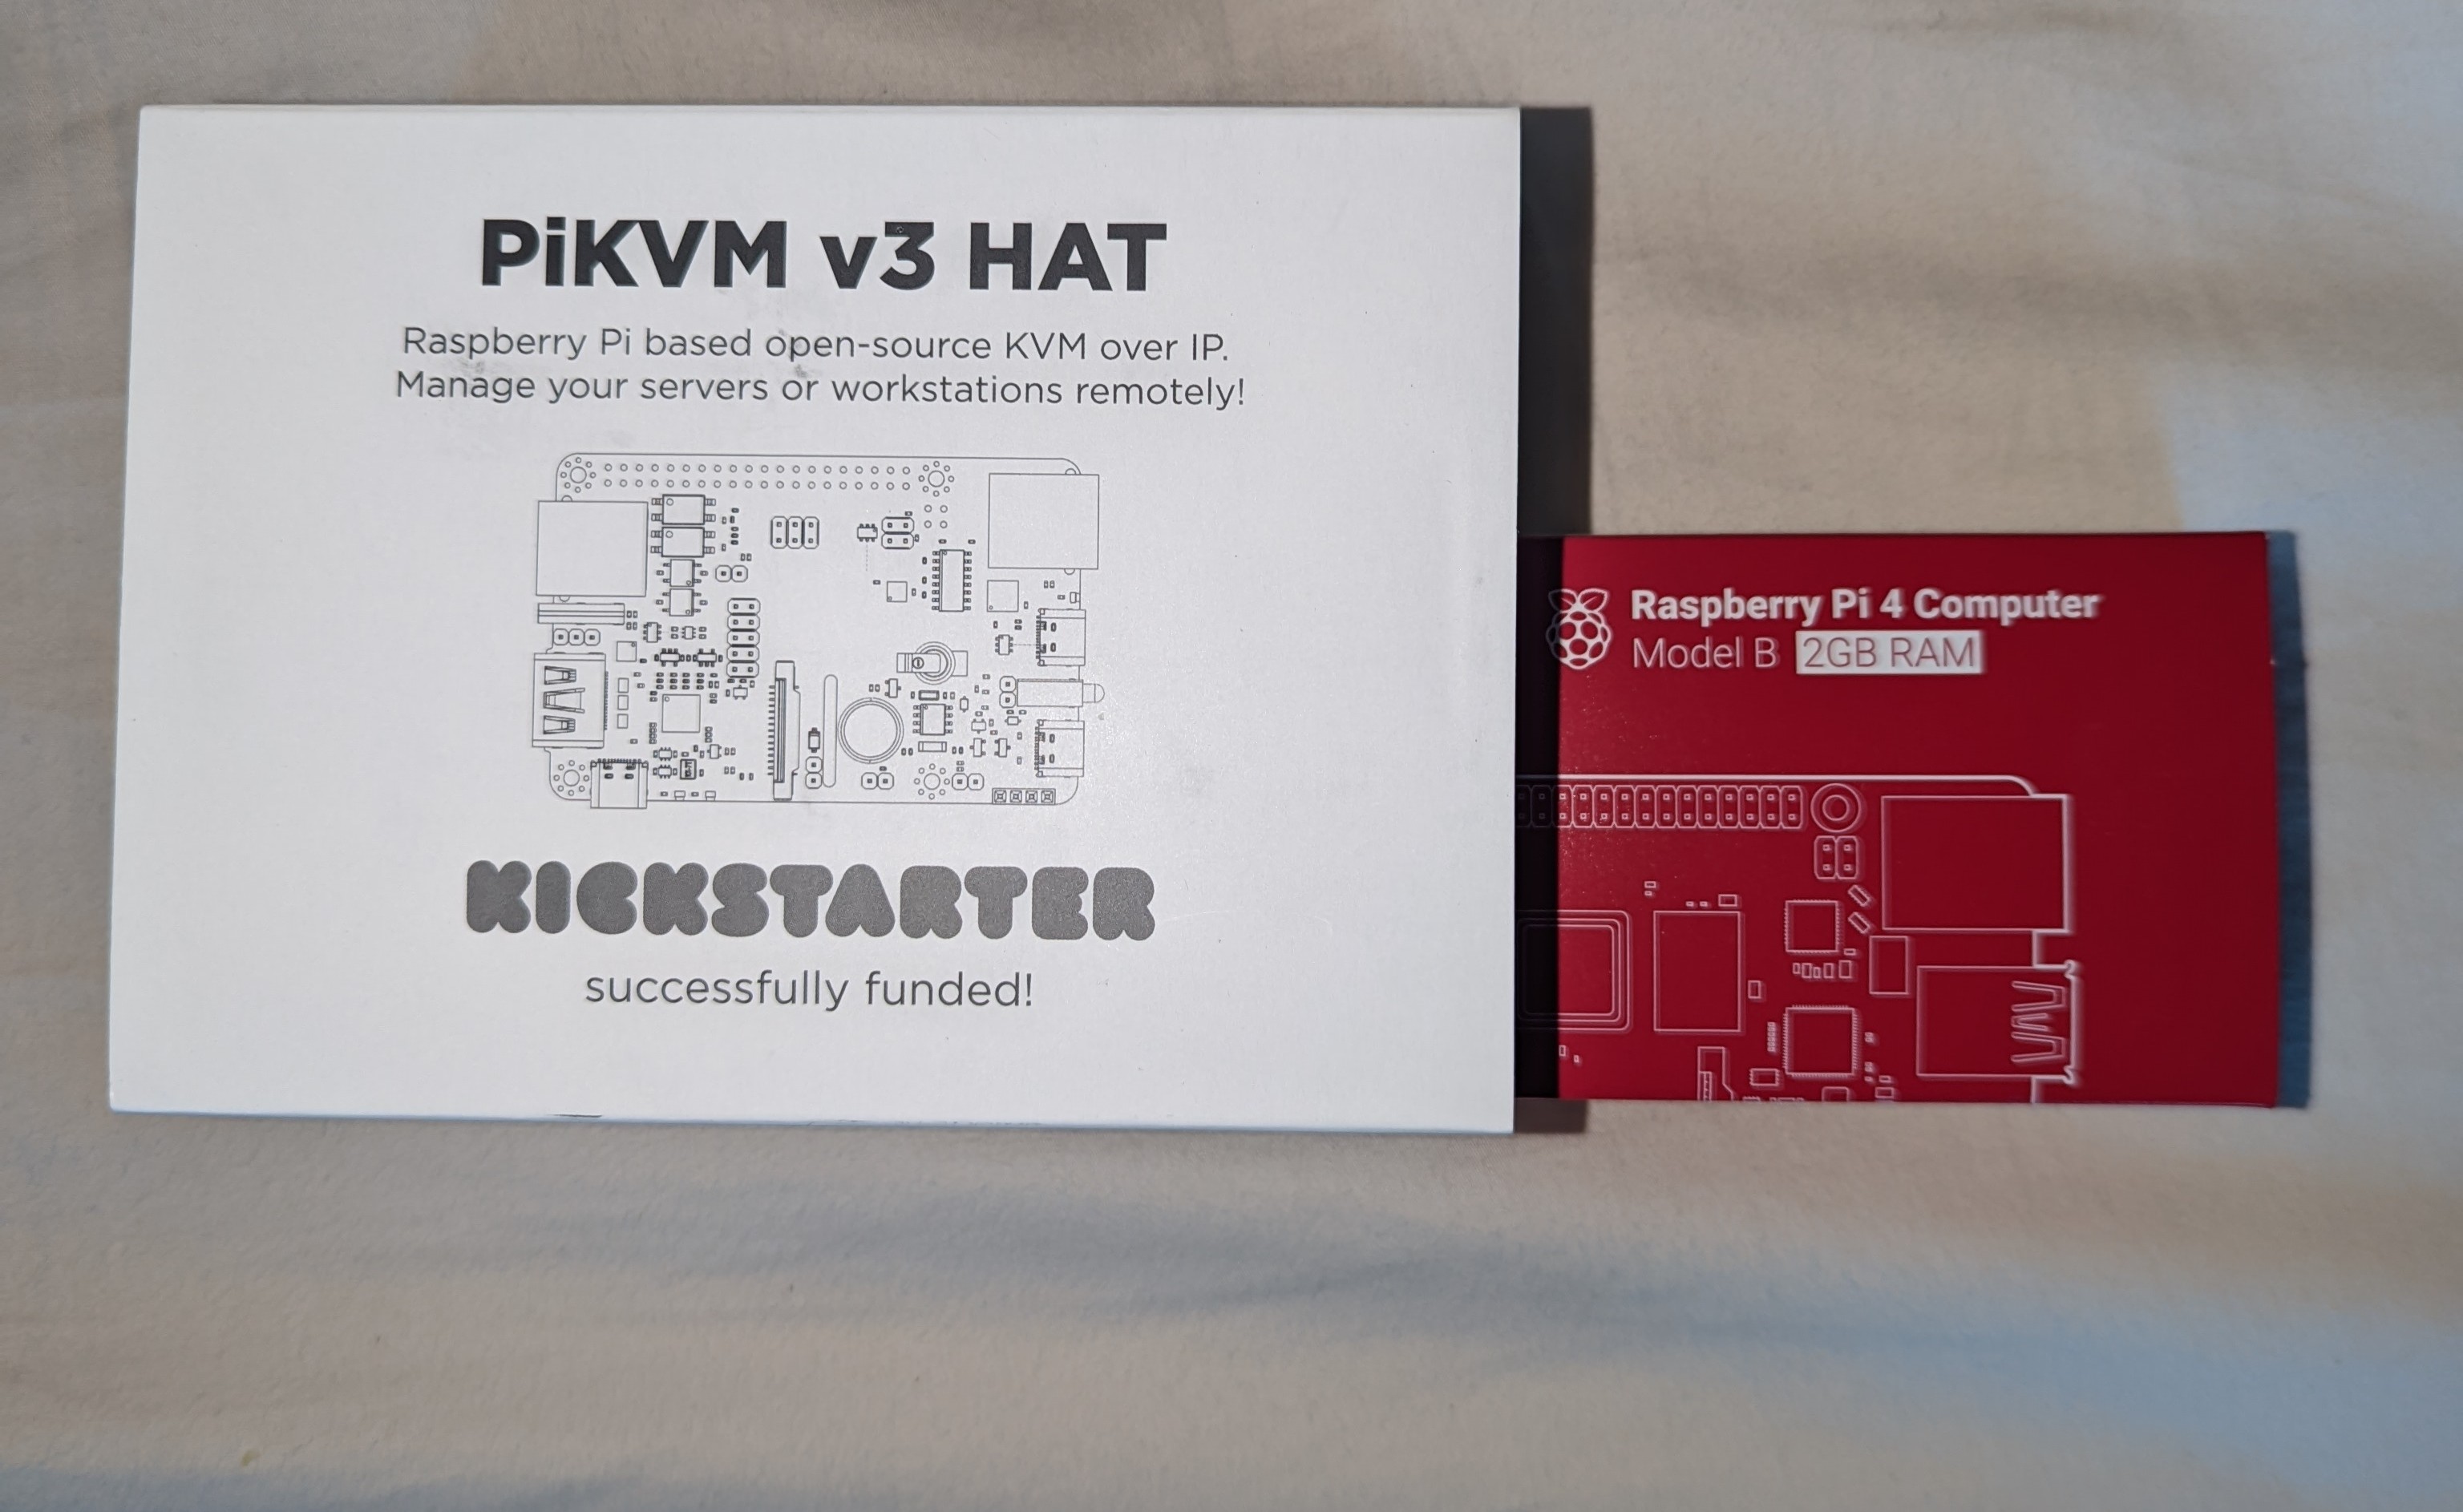 PiKVM v3 HAT
Raspberry Pi based open-source KVM over IP.
Manage your servers or workstations remotely!
KICKSTARTER
successfully funded!
Raspberry Pi 4 Computer
Model B 2GB RAM